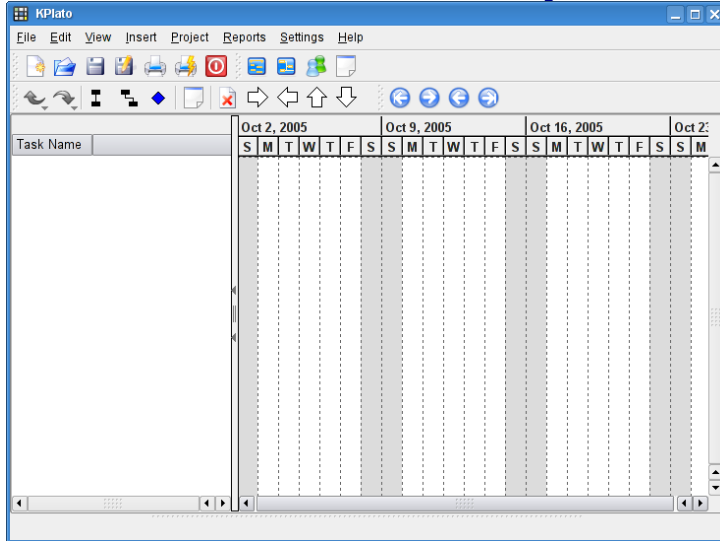 KPlato
File Edit View Insert Project Reports Settings Help
Oct 2, 2005 Oct 9, 2005 Oct 16, 2005 Oct 23
Task Name S M T W T F S S M T W T F S S M T W T F S S M